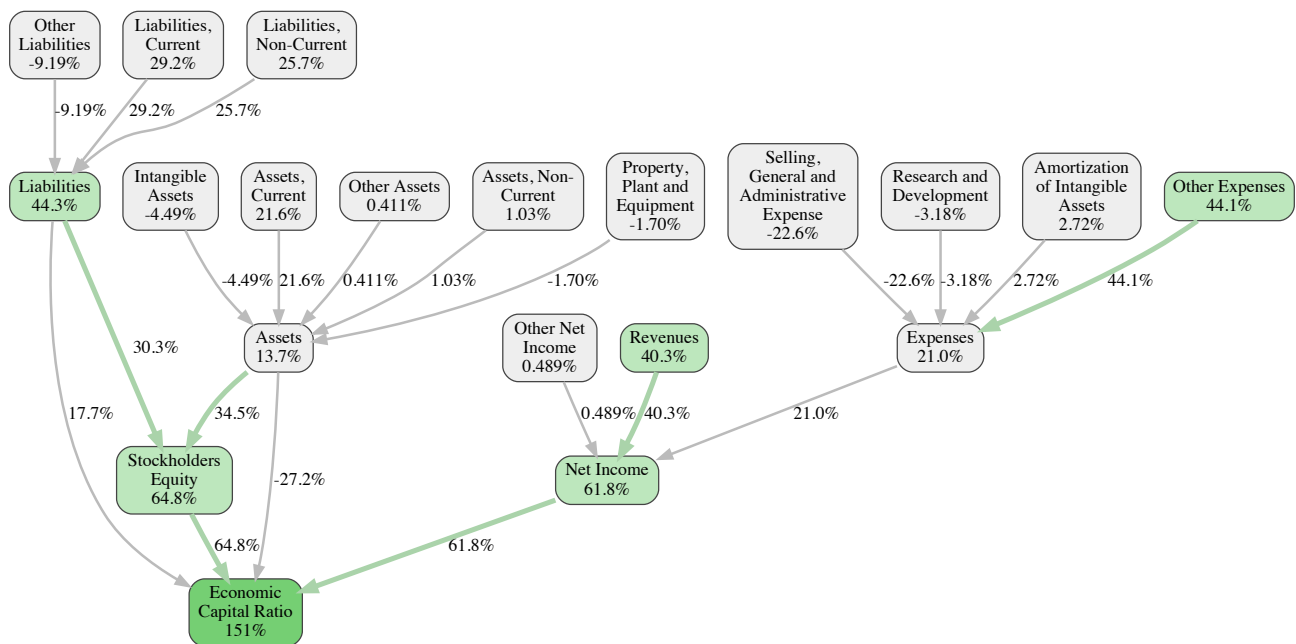 Other
Liabilities
-9.19%
Liabilities,
Current
29.2%
Liabilities,
Non-Current
25.7%
-9.19%
29.2%
25.7%
Liabilities
44.3%
Intangible
Assets
-4.49%
Assets,
Current
21.6%
Other Assets
0.411%
Assets, Non-
Current
1.03%
Property,
Plant and
Equipment
-1.70%
Selling,
General and
Administrative
Expense
-22.6%
Research and
Development
-3.18%
Amortization
of Intangible
Assets
2.72%
Other Expenses
44.1%
-4.49%
21.6%
0.411%
1.03%
-1.70%
-22.6%
-3.18%
2.72%
44.1%
30.3%
Assets
13.7%
Other Net
Income
0.489%
Revenues
40.3%
Expenses
21.0%
17.7%
34.5%
0.489%
40.3%
21.0%
Stockholders
Equity
64.8%
-27.2%
Net Income
61.8%
64.8%
61.8%
Economic
Capital Ratio
151%